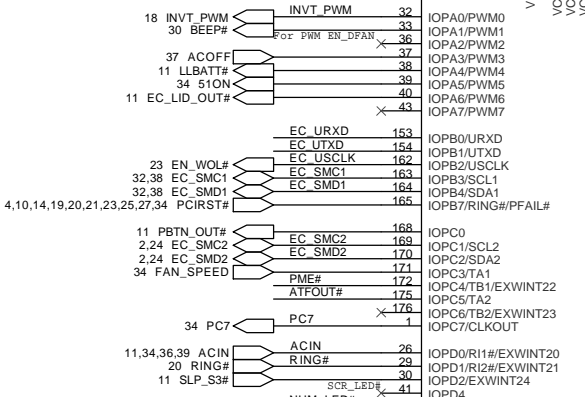 18 INVT_PWM INVT_PWM 32 IOPA0/PWM0
30 BEEP# 33 IOPA1/PWM1
For PWM EN_DFAN 36 IOPA2/PWM2
37 ACOFF 37 IOPA3/PWM3
11 LLBATT# 38 IOPA4/PWM4
34 51ON 39 IOPA5/PWM5
11 EC_LID_OUT# 40 IOPA6/PWM6
43 IOPA7/PWM7
EC_URXD 153 IOPB0/URXD
EC_UTXD 154 IOPB1/UTXD
23 EN_WOL# EC_USCLK 162 IOPB2/USCLK
32,38 EC_SMC1 EC_SMC1 163 IOPB3/SCL1
32,38 EC_SMD1 EC_SMD1 164 IOPB4/SDA1
4,10,14,19,20,21,23,25,27,34 PCIRST# 165 IOPB7/RING#/PFAIL#
11 PBTN_OUT# 168 IOPC0
2,24 EC_SMC2 EC_SMC2 169 IOPC1/SCL2
2,24 EC_SMD2 EC_SMD2 170 IOPC2/SDA2
34 FAN_SPEED 171 IOPC3/TA1
PME# 172 IOPC4/TB1/EXWINT22
ATFOUT# 175 IOPC5/TA2
176 IOPC6/TB2/EXWINT23
34 PC7 PC7 1 IOPC7/CLKOUT
11,34,36,39 ACIN ACIN 26 IOPD0/RI1#/EXWINT20
20 RING# RING# 29 IOPD1/RI2#/EXWINT21
11 SLP_S3# 30 IOPD2/EXWINT24
SCR_LED# 41 IOPD4